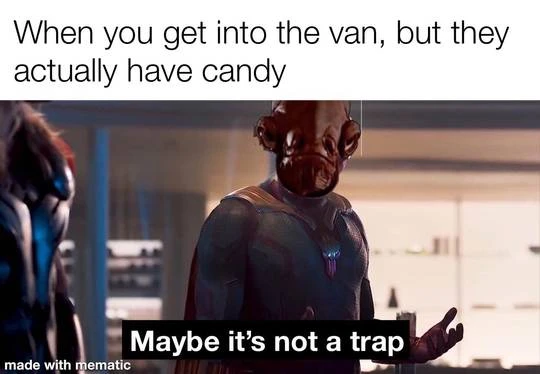 When you get into the van, but they
actually have candy
Maybe it's not a trap
made with mematic